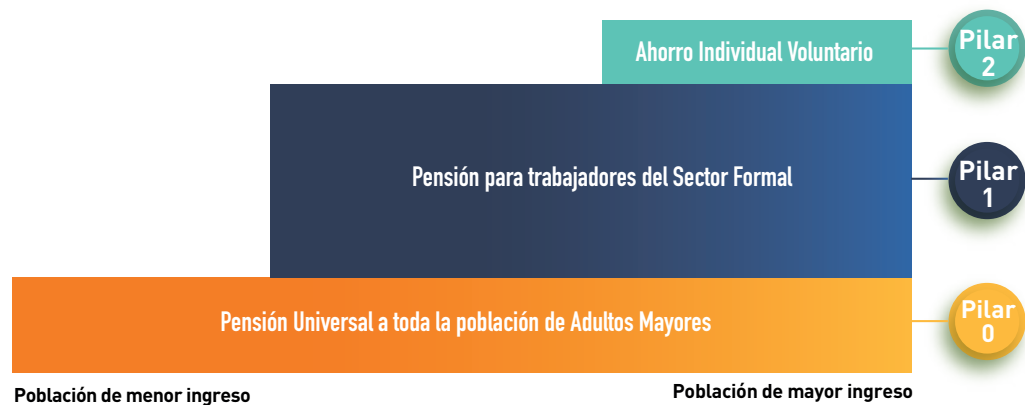 Ahorro Individual Voluntario
Pilar
2
Pensión para trabajadores del Sector Formal
Pilar
1
Pensión Universal a toda la población de Adultos Mayores
Pilar
0
Población de menor ingreso
Población de mayor ingreso